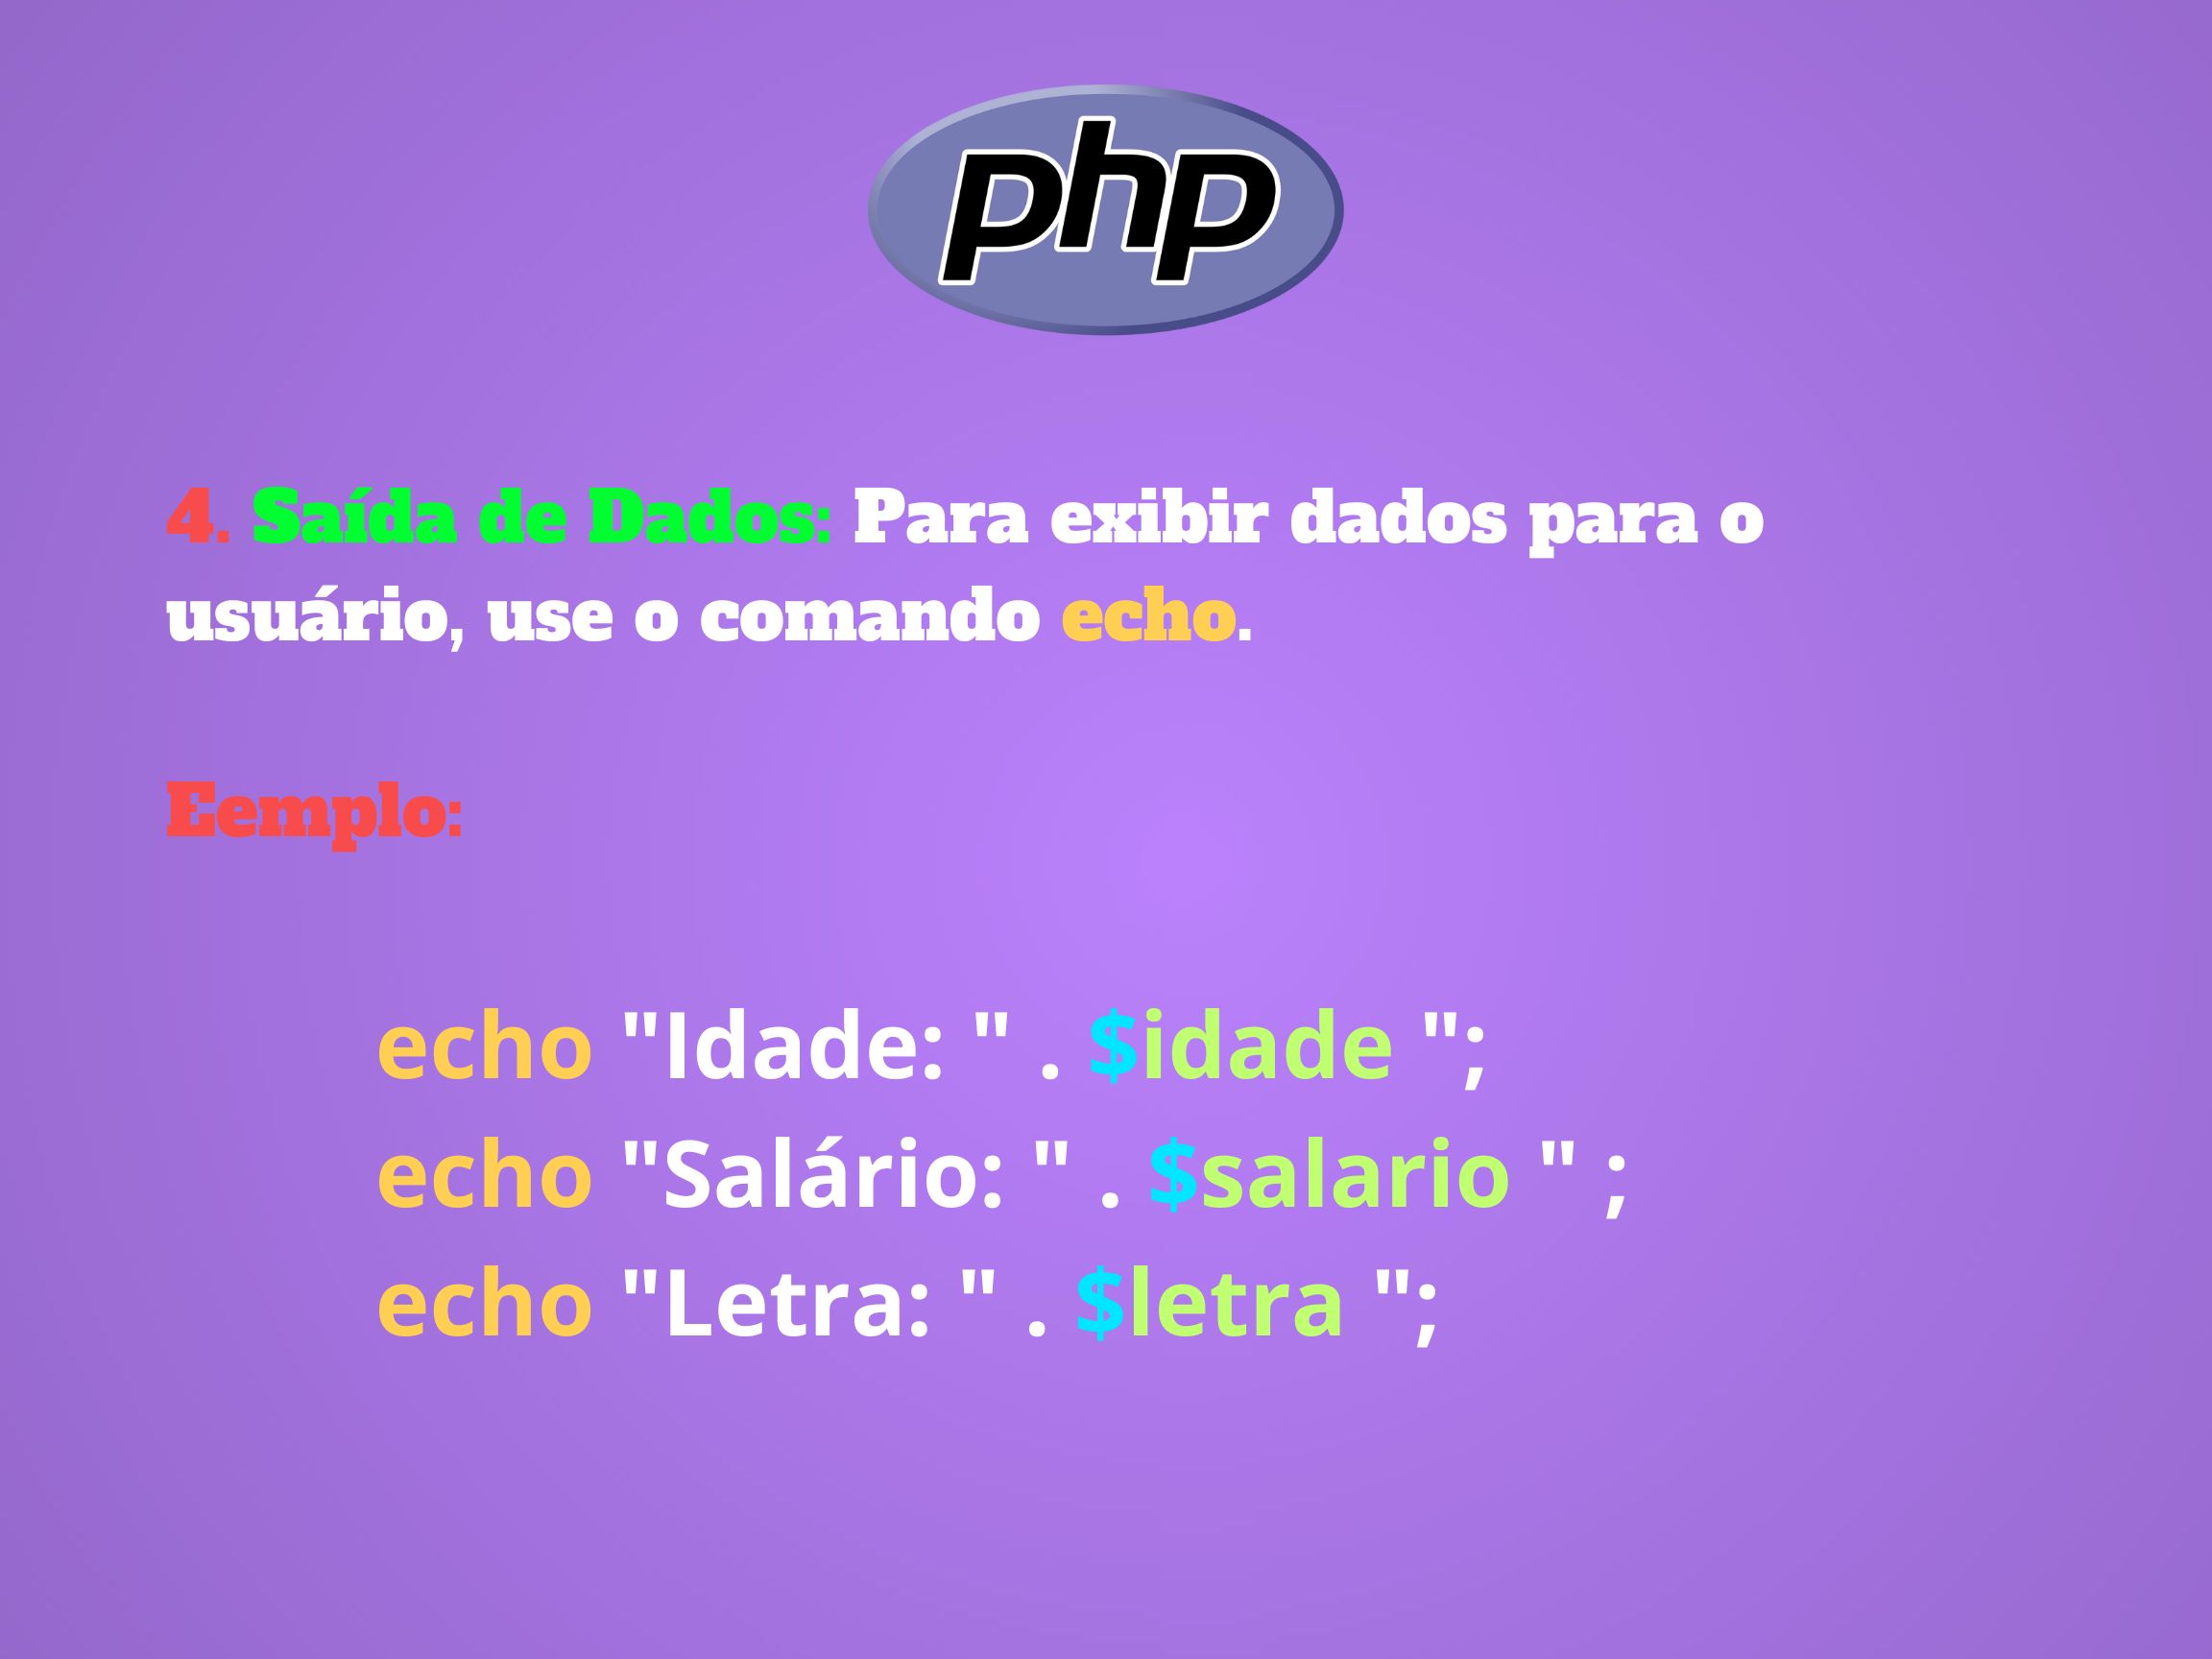 php
4. Saída de Dados: Para exibir dados para o
usuário, use o comando echo.
Eemplo:
echo "Idade: " . $idade ";
echo "Salário: " . $salario " ;
echo "Letra: " . $letra ";